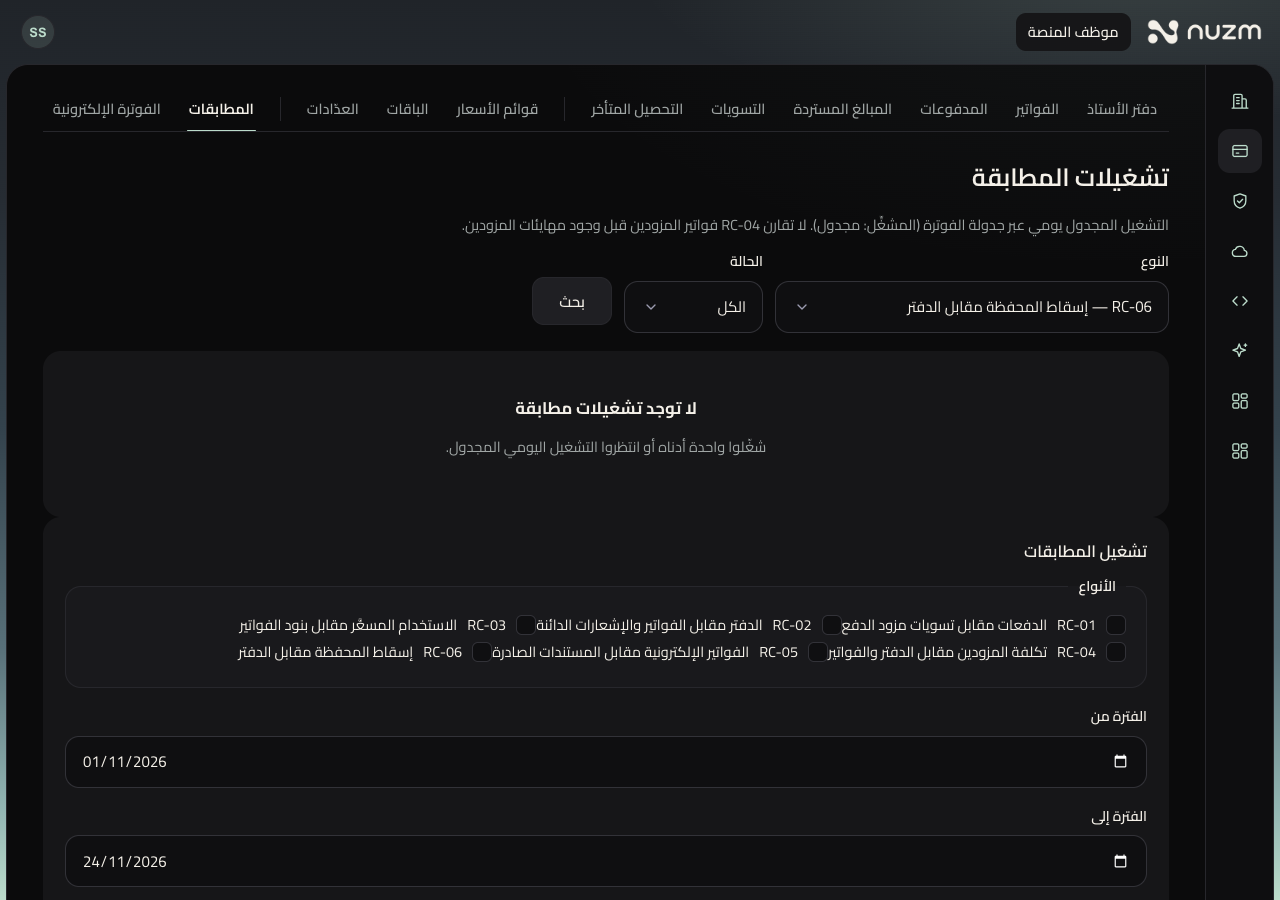 nuzm
موظف المنصة
SS
دفتر الأستاذ
الفواتير
المدفوعات
المبالغ المستردة
التسويات
التحصيل المتأخر
قوائم الأسعار
الباقات
العدّادات
المطابقات
الفوترة الإلكترونية
تشغيلات المطابقة
التشغيل المجدول يومي عبر جدولة الفوترة (المشغِّل: مجدول). لا تقارن RC-04 فواتير المزودين قبل وجود مهايئات المزودين.
النوع
الحالة
RC-06 — إسقاط المحفظة مقابل الدفتر
الكل
بحث
لا توجد تشغيلات مطابقة
شغّلوا واحدة أدناه أو انتظروا التشغيل اليومي المجدول.
تشغيل المطابقات
الأنواع
RC-01 الدفعات مقابل تسويات مزود الدفع
RC-02 الدفتر مقابل الفواتير والإشعارات الدائنة
RC-03 الاستخدام المسعَّر مقابل بنود الفواتير
RC-04 تكلفة المزودين مقابل الدفتر والفواتير
RC-05 الفواتير الإلكترونية مقابل المستندات الصادرة
RC-06 إسقاط المحفظة مقابل الدفتر
الفترة من
01/11/2026
الفترة إلى
24/11/2026